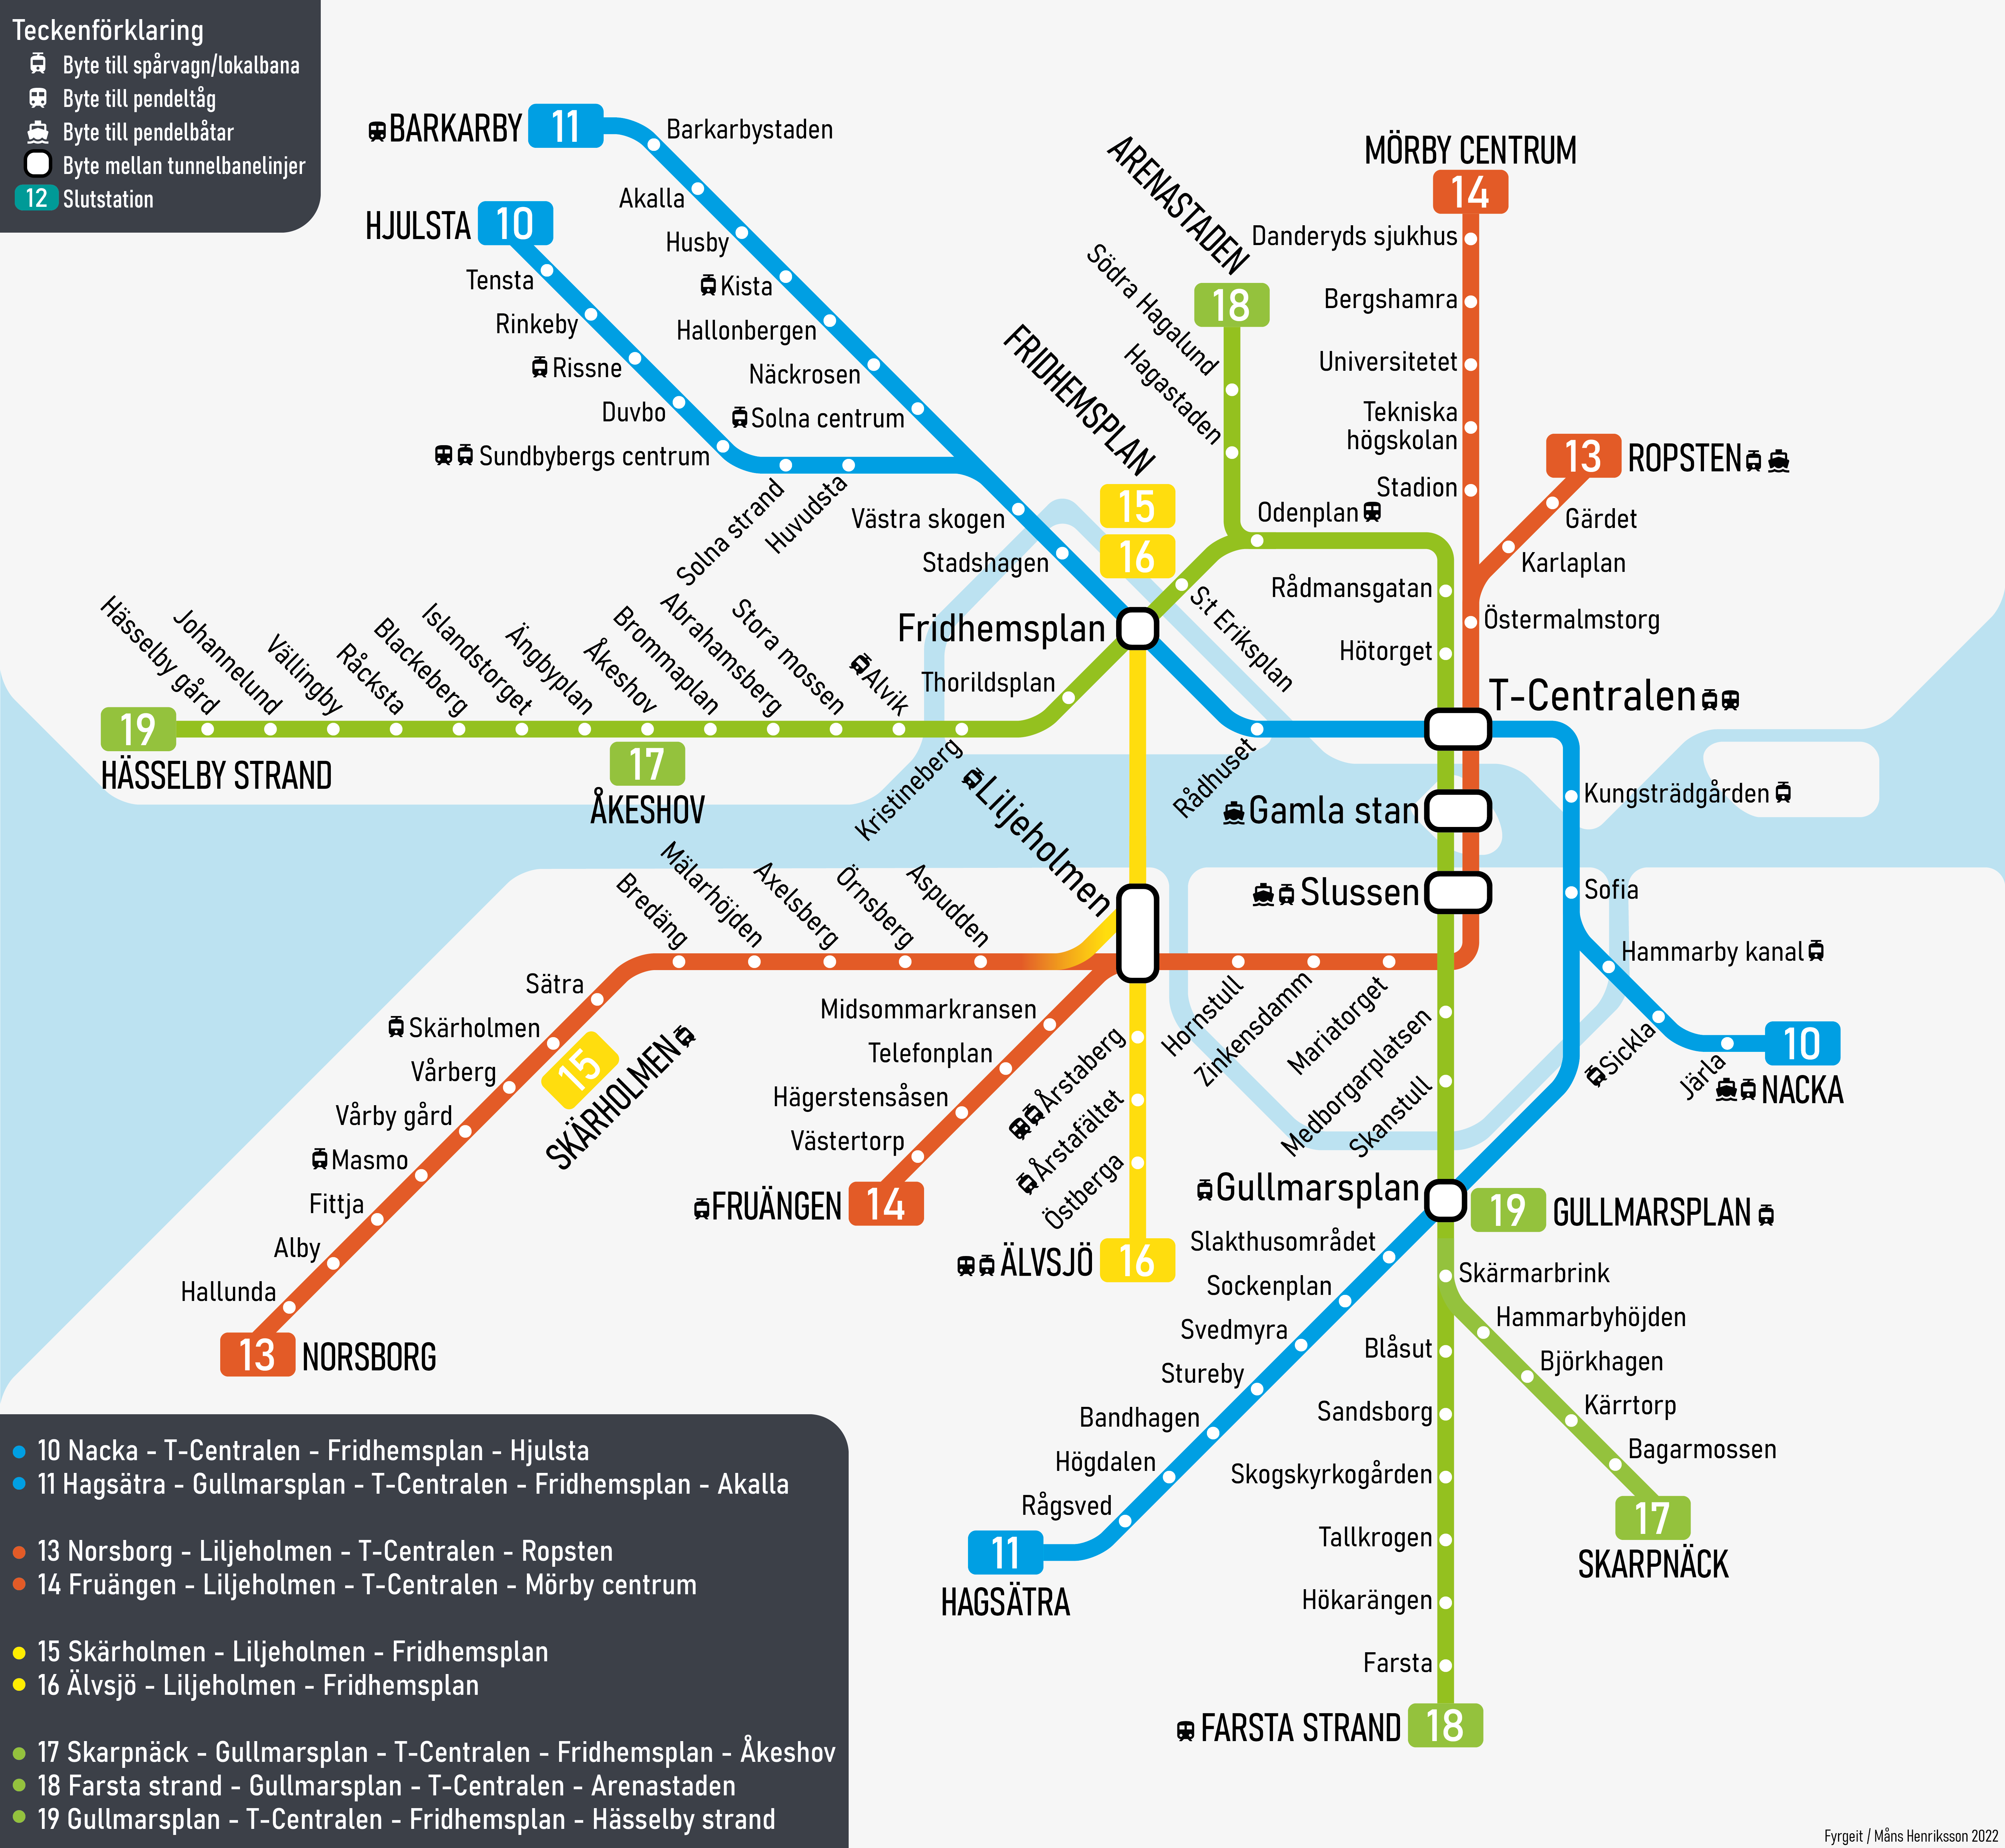 Teckenförklaring
Byte till spårvagn/lokalbana
Byte till pendeltåg
Byte till pendelbåtar
Byte mellan tunnelbanelinjer
12 Slutstation
BARKARBY 11
Barkarbystaden
Akalla
Husby
Kista
Hallonbergen
Näckrosen
Solna centrum
HJULSTA 10
Tensta
Rinkeby
Rissne
Duvbo
Sundbybergs centrum
Solna strand
Huvudsta
Västra skogen
Stadshagen
FRIDHEMSPLAN
15
16
Fridhemsplan
ARENASTADEN
18
Södra Hagalund
Hagastaden
Odenplan
S:t Eriksplan
Rådmansgatan
Hötorget
MÖRBY CENTRUM
14
Danderyds sjukhus
Bergshamra
Universitetet
Tekniska
högskolan
Stadion
13 ROPSTEN
Gärdet
Karlaplan
Östermalmstorg
T-Centralen
Hässelby gård
Johannelund
Vällingby
Råcksta
Blackeberg
Islandstorget
Ängbyplan
Åkeshov
Brommaplan
Abrahamsberg
Stora mossen
Alvik
Kristineberg
Thorildsplan
19
HÄSSELBY STRAND
17
ÅKESHOV
Rådhuset
Kungsträdgården
Gamla stan
Slussen
Sofia
Hammarby kanal
Sickla
Järla
10
NACKA
Liljeholmen
Bredäng
Mälarhöjden
Axelsberg
Örnsberg
Aspudden
Sätra
Skärholmen
15
SKÄRHOLMEN
Vårberg
Vårby gård
Masmo
Fittja
Alby
Hallunda
13 NORSBORG
Midsommarkransen
Telefonplan
Hägerstensåsen
Västertorp
FRUÄNGEN 14
Årstaberg
Årstafältet
Östberga
ÄLVSJÖ 16
Hornstull
Zinkensdamm
Mariatorget
Medborgarplatsen
Skanstull
Gullmarsplan
19 GULLMARSPLAN
Slakthusområdet
Sockenplan
Svedmyra
Stureby
Bandhagen
Högdalen
Rågsved
11
HAGSÄTRA
Skärmarbrink
Hammarbyhöjden
Björkhagen
Kärrtorp
Bagarmossen
17
SKARPNÄCK
Blåsut
Sandsborg
Skogskyrkogården
Tallkrogen
Hökarängen
Farsta
FARSTA STRAND 18
10 Nacka - T-Centralen - Fridhemsplan - Hjulsta
11 Hagsätra - Gullmarsplan - T-Centralen - Fridhemsplan - Akalla
13 Norsborg - Liljeholmen - T-Centralen - Ropsten
14 Fruängen - Liljeholmen - T-Centralen - Mörby centrum
15 Skärholmen - Liljeholmen - Fridhemsplan
16 Älvsjö - Liljeholmen - Fridhemsplan
17 Skarpnäck - Gullmarsplan - T-Centralen - Fridhemsplan - Åkeshov
18 Farsta strand - Gullmarsplan - T-Centralen - Arenastaden
19 Gullmarsplan - T-Centralen - Fridhemsplan - Hässelby strand
Fyrgeit / Måns Henriksson 2022